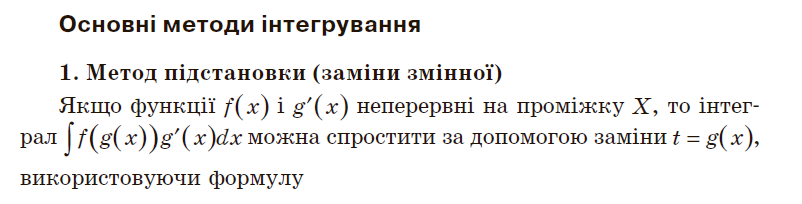 Основні методи інтегрування
1. Метод підстановки (заміни змінної)
Якщо функції f(x) і g′(x) неперервні на проміжку X, то інтег-
рал ∫f(g(x))g′(x)dx можна спростити за допомогою заміни t = g(x),
використовуючи формулу